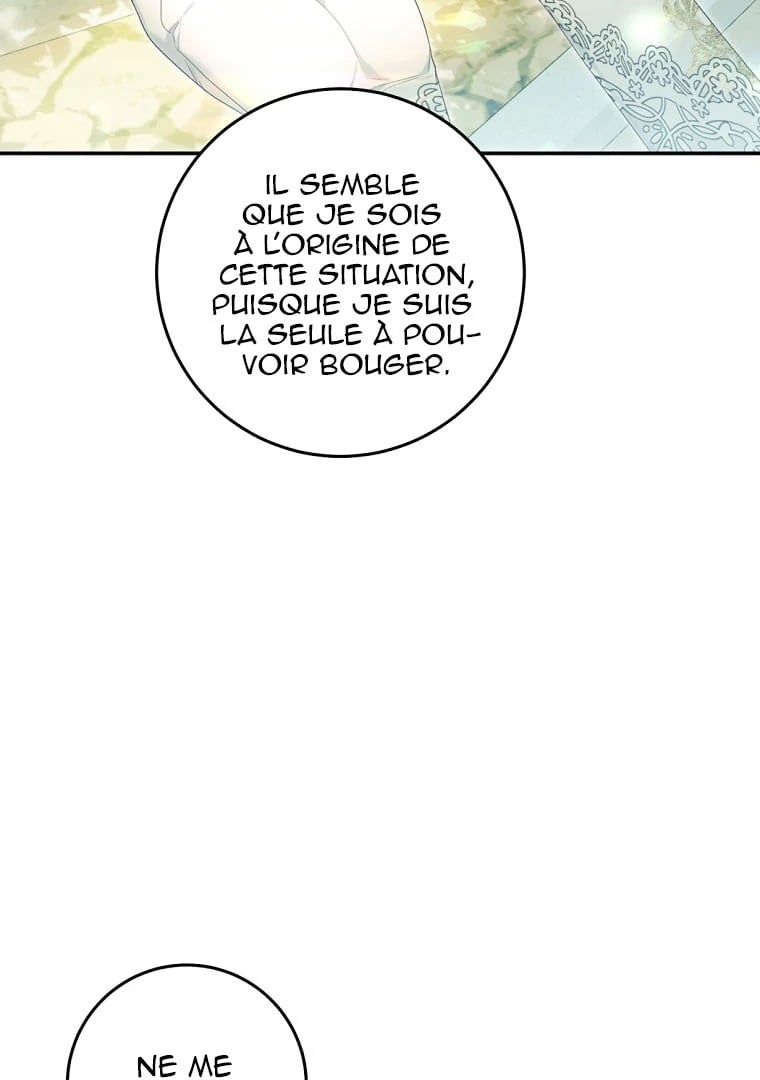 IL SEMBLE
QUE JE SOIS
À L'ORIGINE DE
CETTE SITUATION,
PUISQUE JE SUIS
LA SEULE À POU-
VOIR BOUGER.
NE ME